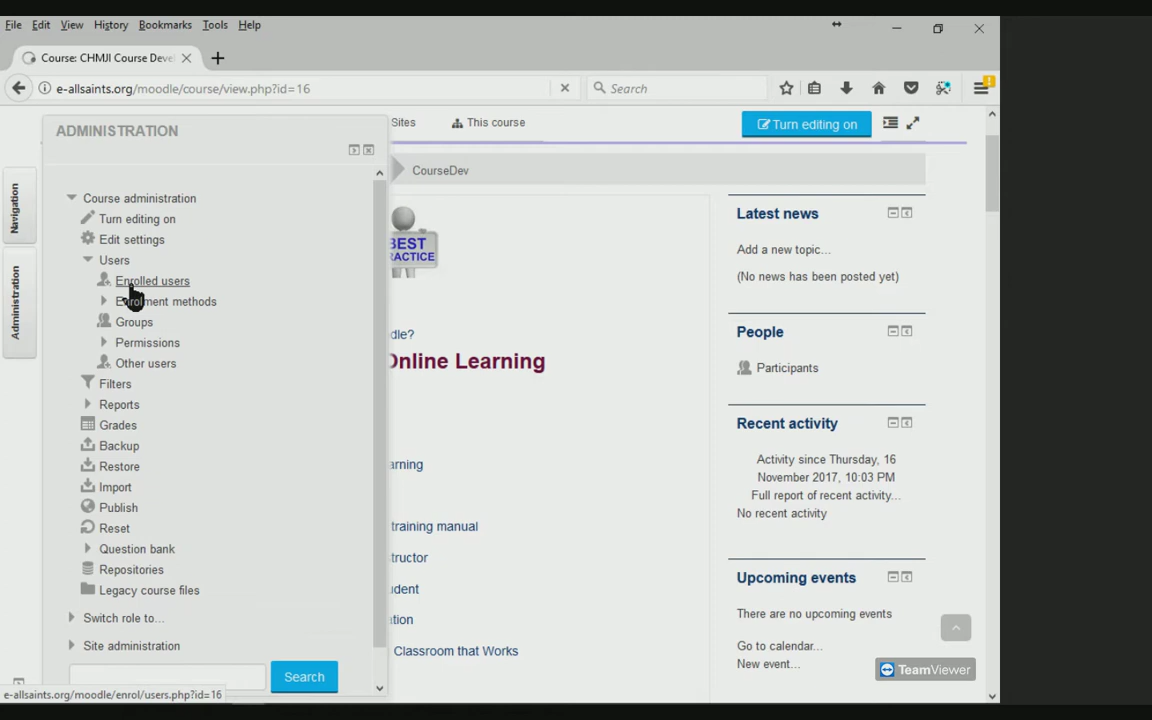 File Edit View History Bookmarks Tools Help
Course: CHMJI Course Deve
e-allsaints.org/moodle/course/view.php?id=16
Search
Sites
This course
Turn editing on
ADMINISTRATION
CourseDev
Navigation
Administration
Course administration
Turn editing on
Edit settings
Users
Enrolled users
Enrolment methods
Groups
Permissions
Other users
Filters
Reports
Grades
Backup
Restore
Import
Publish
Reset
Question bank
Repositories
Legacy course files
Switch role to...
Site administration
Search
e-allsaints.org/moodle/enrol/users.php?id=16
BEST
RACTICE
dle?
Online Learning
arning
training manual
tructor
udent
tion
Classroom that Works
Latest news
Add a new topic...
(No news has been posted yet)
People
Participants
Recent activity
Activity since Thursday, 16
November 2017, 10:03 PM
Full report of recent activity...
No recent activity
Upcoming events
There are no upcoming events
Go to calendar...
New event...
TeamViewer